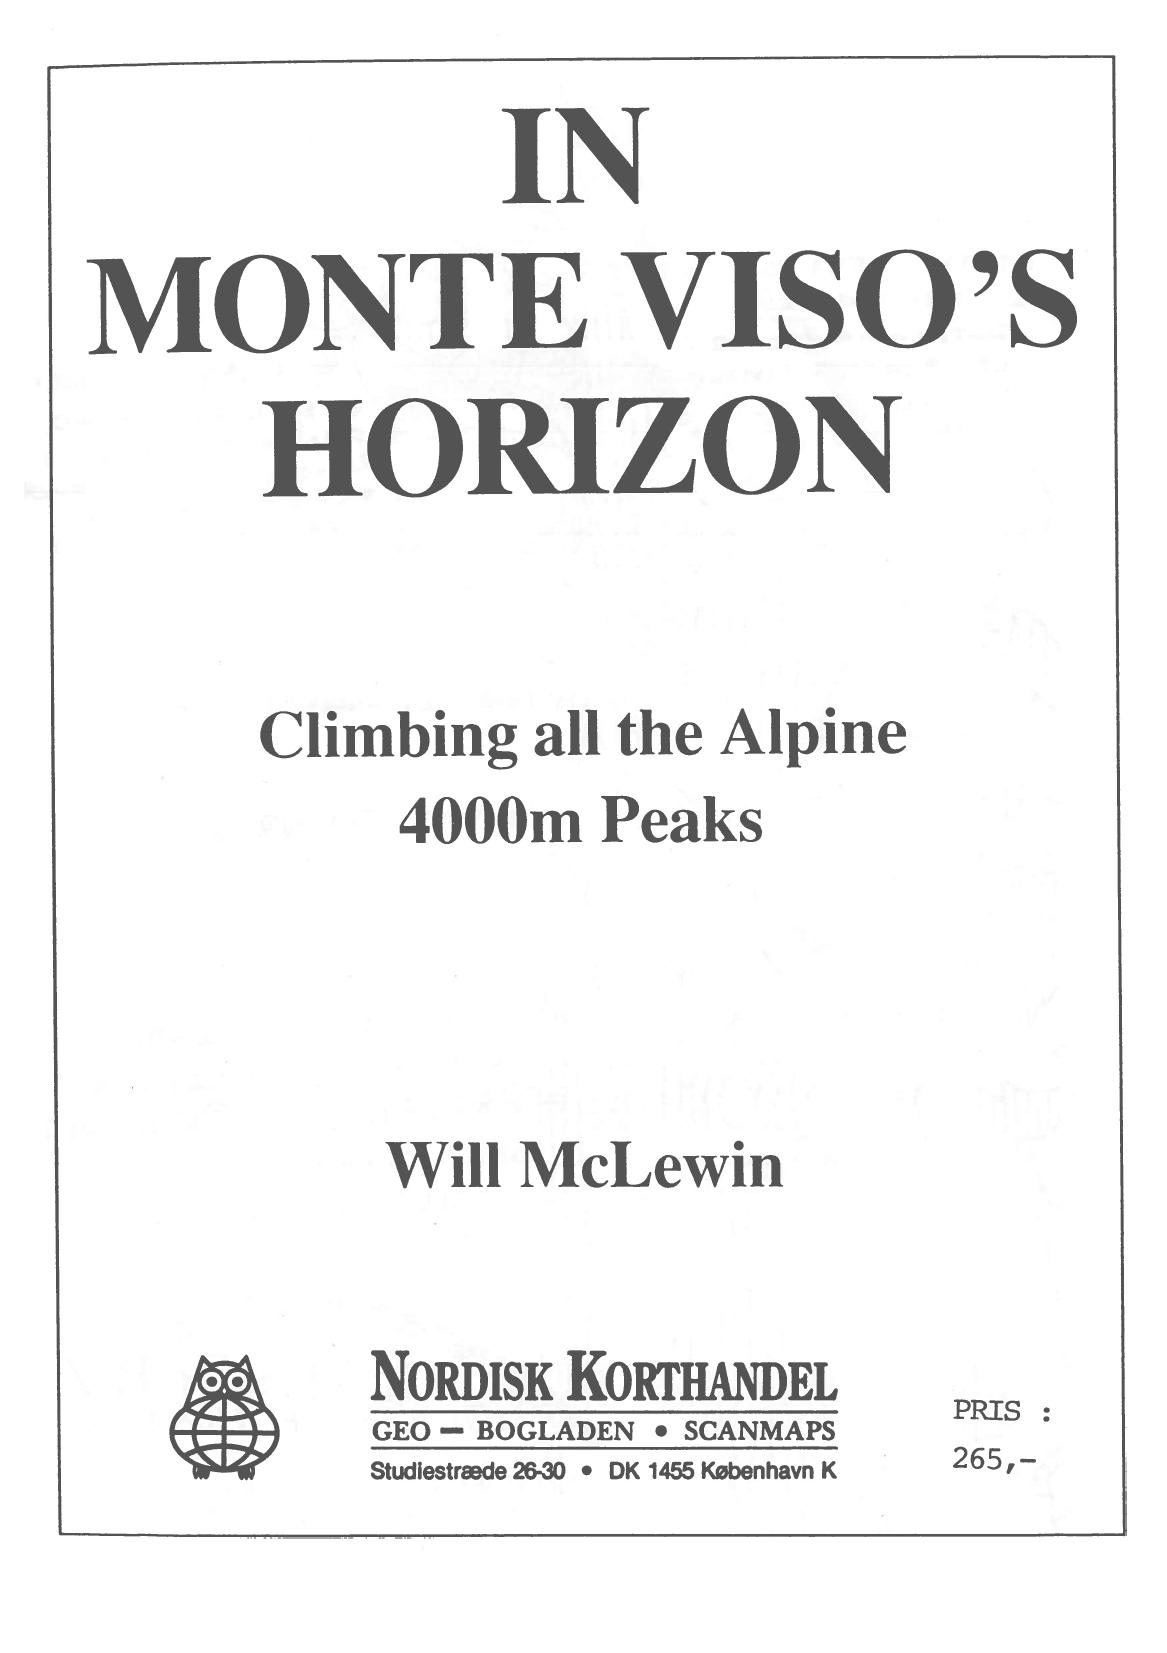 IN
MONTE VISO’S
HORIZON
Climbing all the Alpine
4000m Peaks
Will McLewin
NORDISK KORTHANDEL
GEO — BOGLADEN • SCANMAPS
Studiestræde 26-30 • DK 1455 København K
PRIS :
265,-